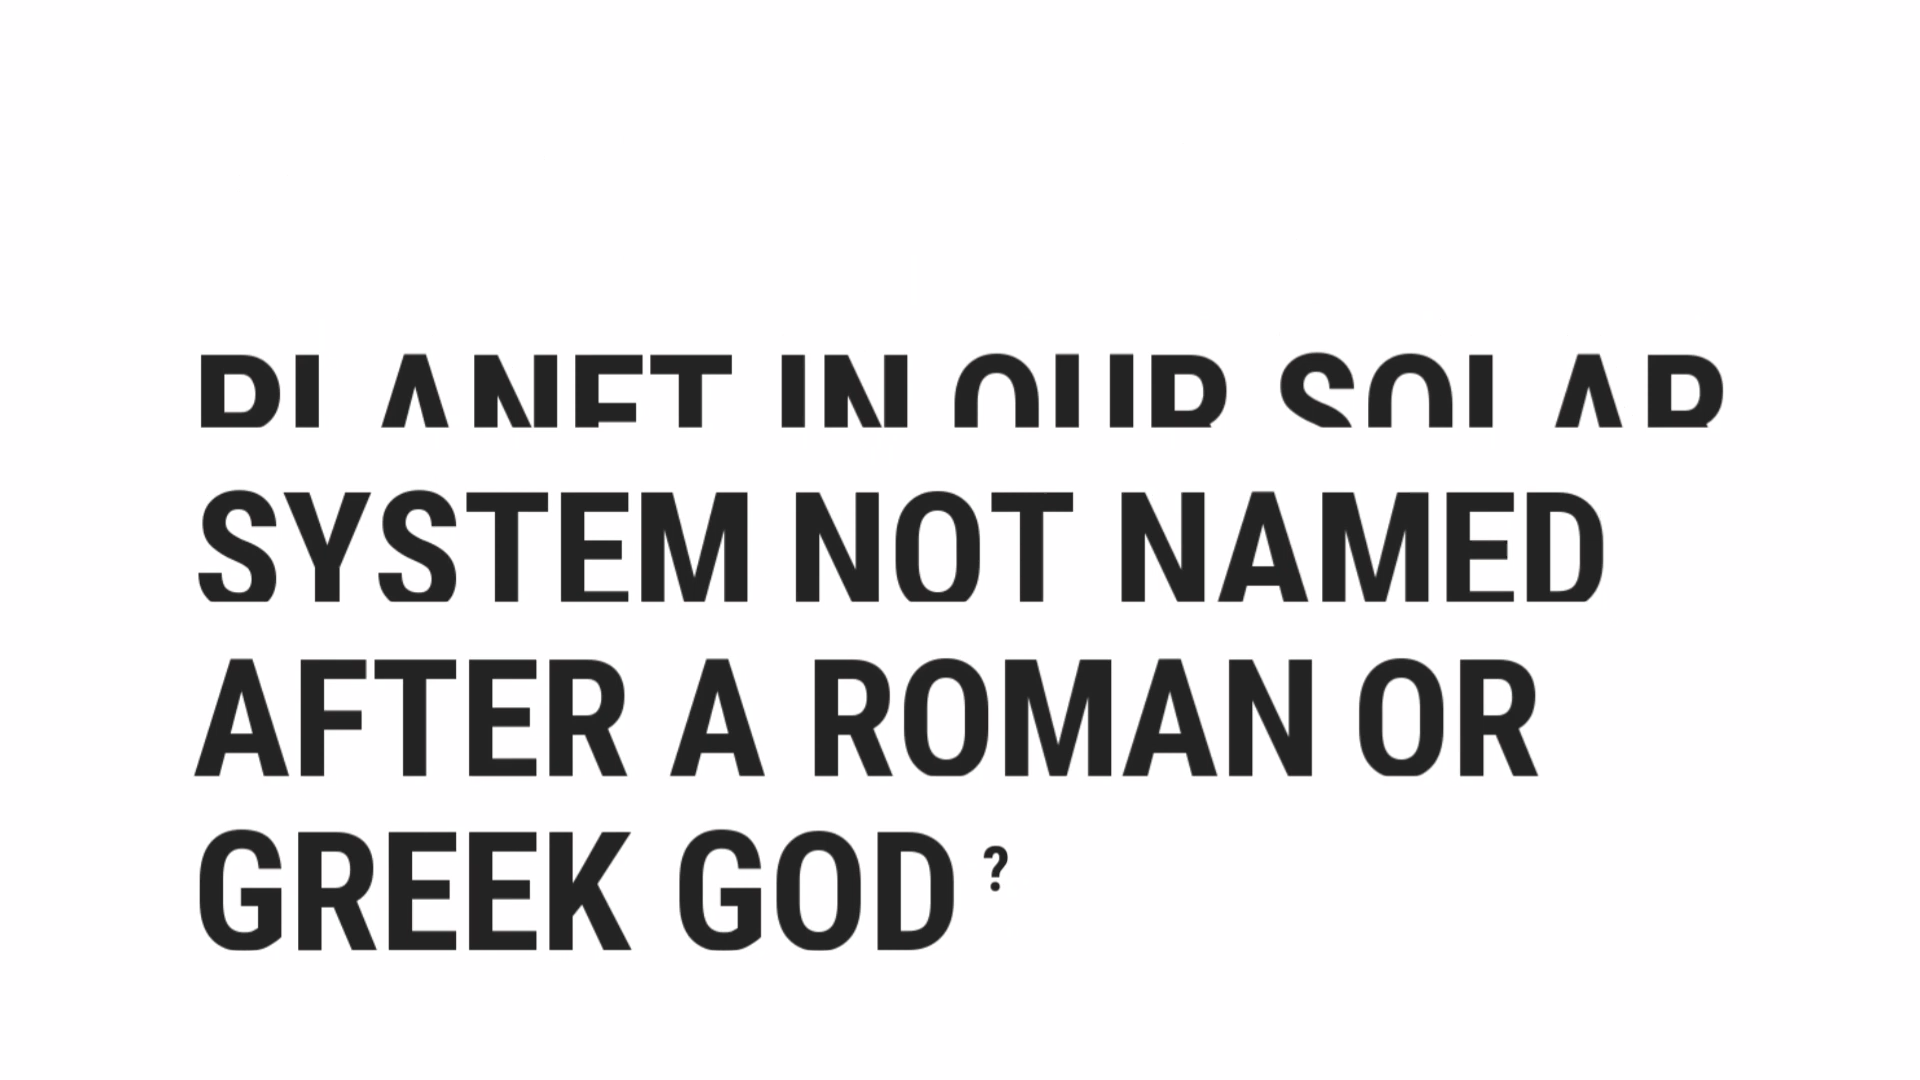 PLANET IN OUR SOLAR
SYSTEM NOT NAMED
AFTER A ROMAN OR
GREEK GOD ?